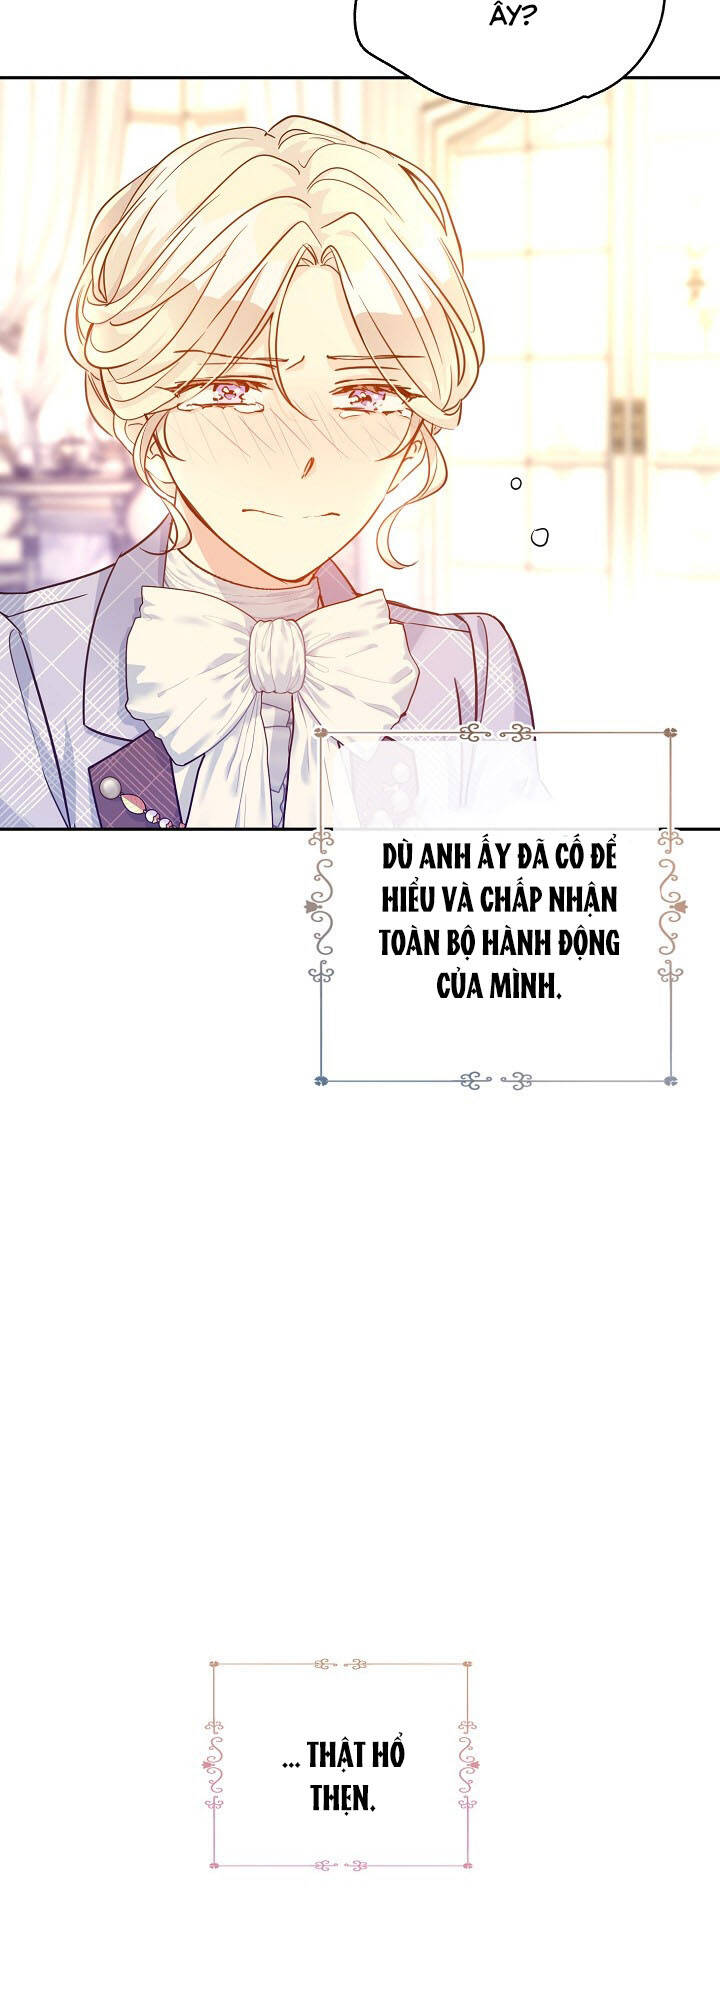 ẤY?
DÙ ANH ẤY ĐÃ CỐ ĐỂ
HIỂU VÀ CHẤP NHẬN
TOÀN BỘ HÀNH ĐỘNG
CỦA MÌNH.
... THẬT HỔ
THẸN.